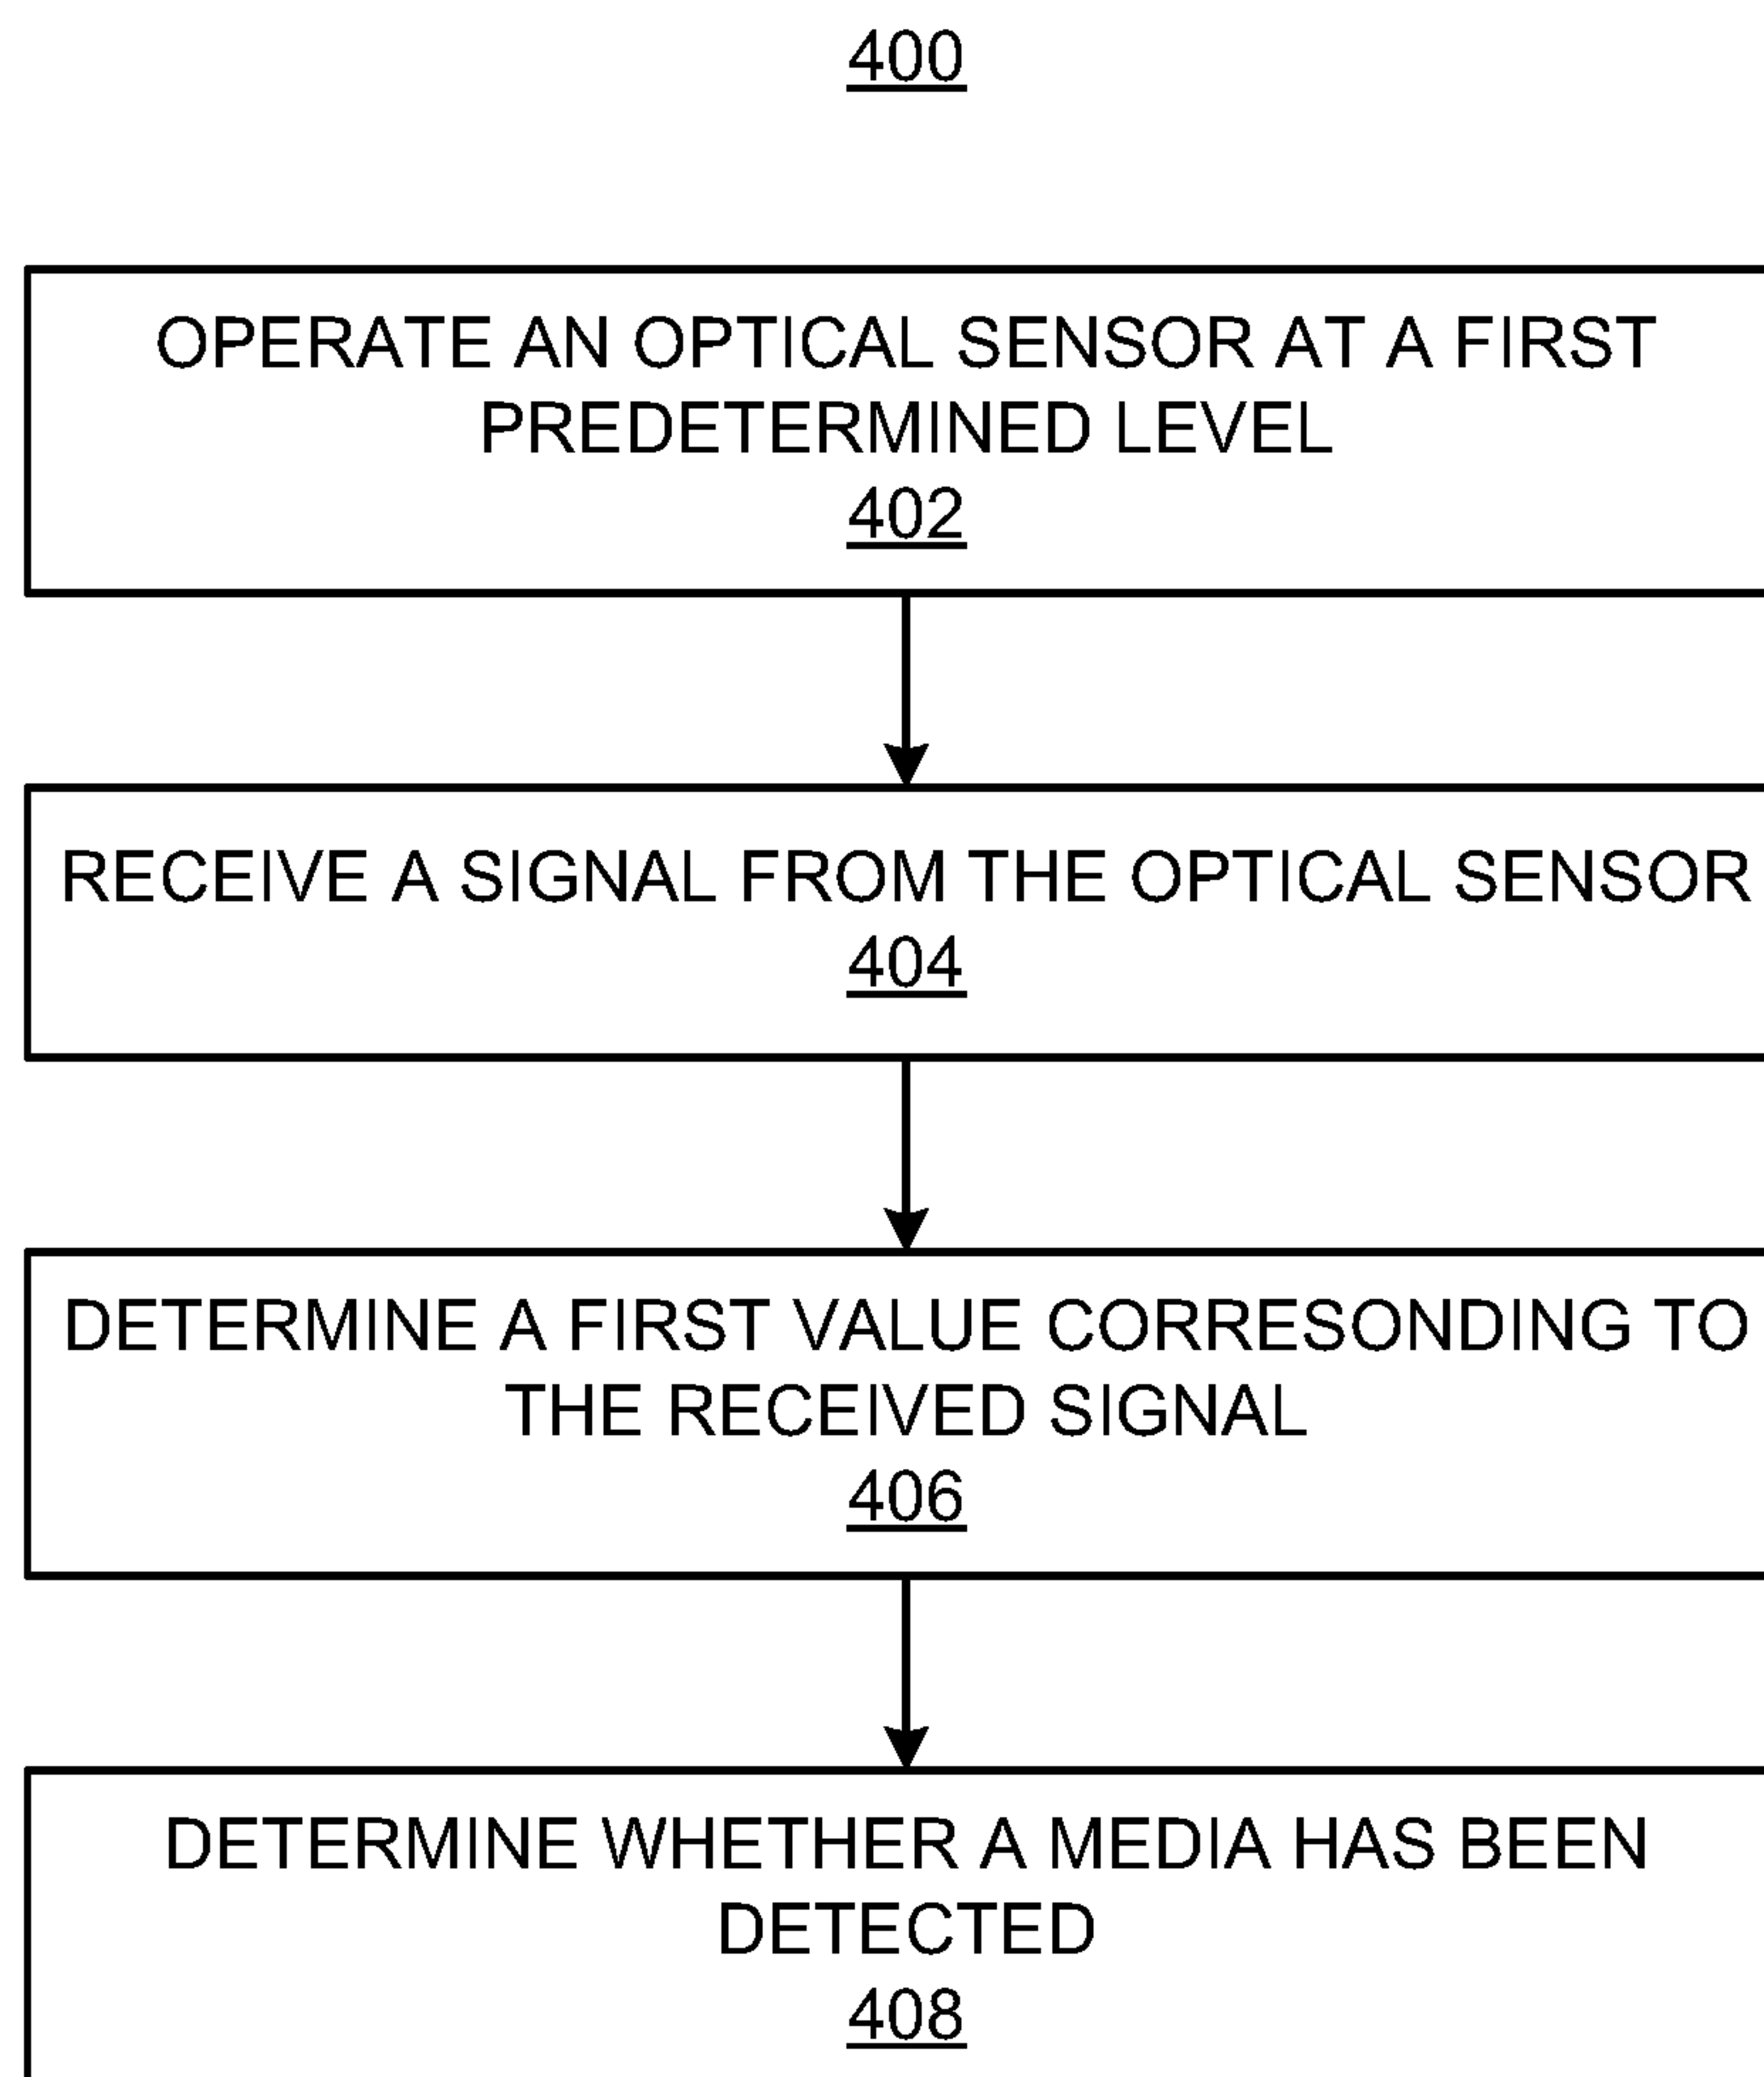 400
OPERATE AN OPTICAL SENSOR AT A FIRST
PREDETERMINED LEVEL
402
RECEIVE A SIGNAL FROM THE OPTICAL SENSOR
404
DETERMINE A FIRST VALUE CORRESONDING TO
THE RECEIVED SIGNAL
406
DETERMINE WHETHER A MEDIA HAS BEEN
DETECTED
408